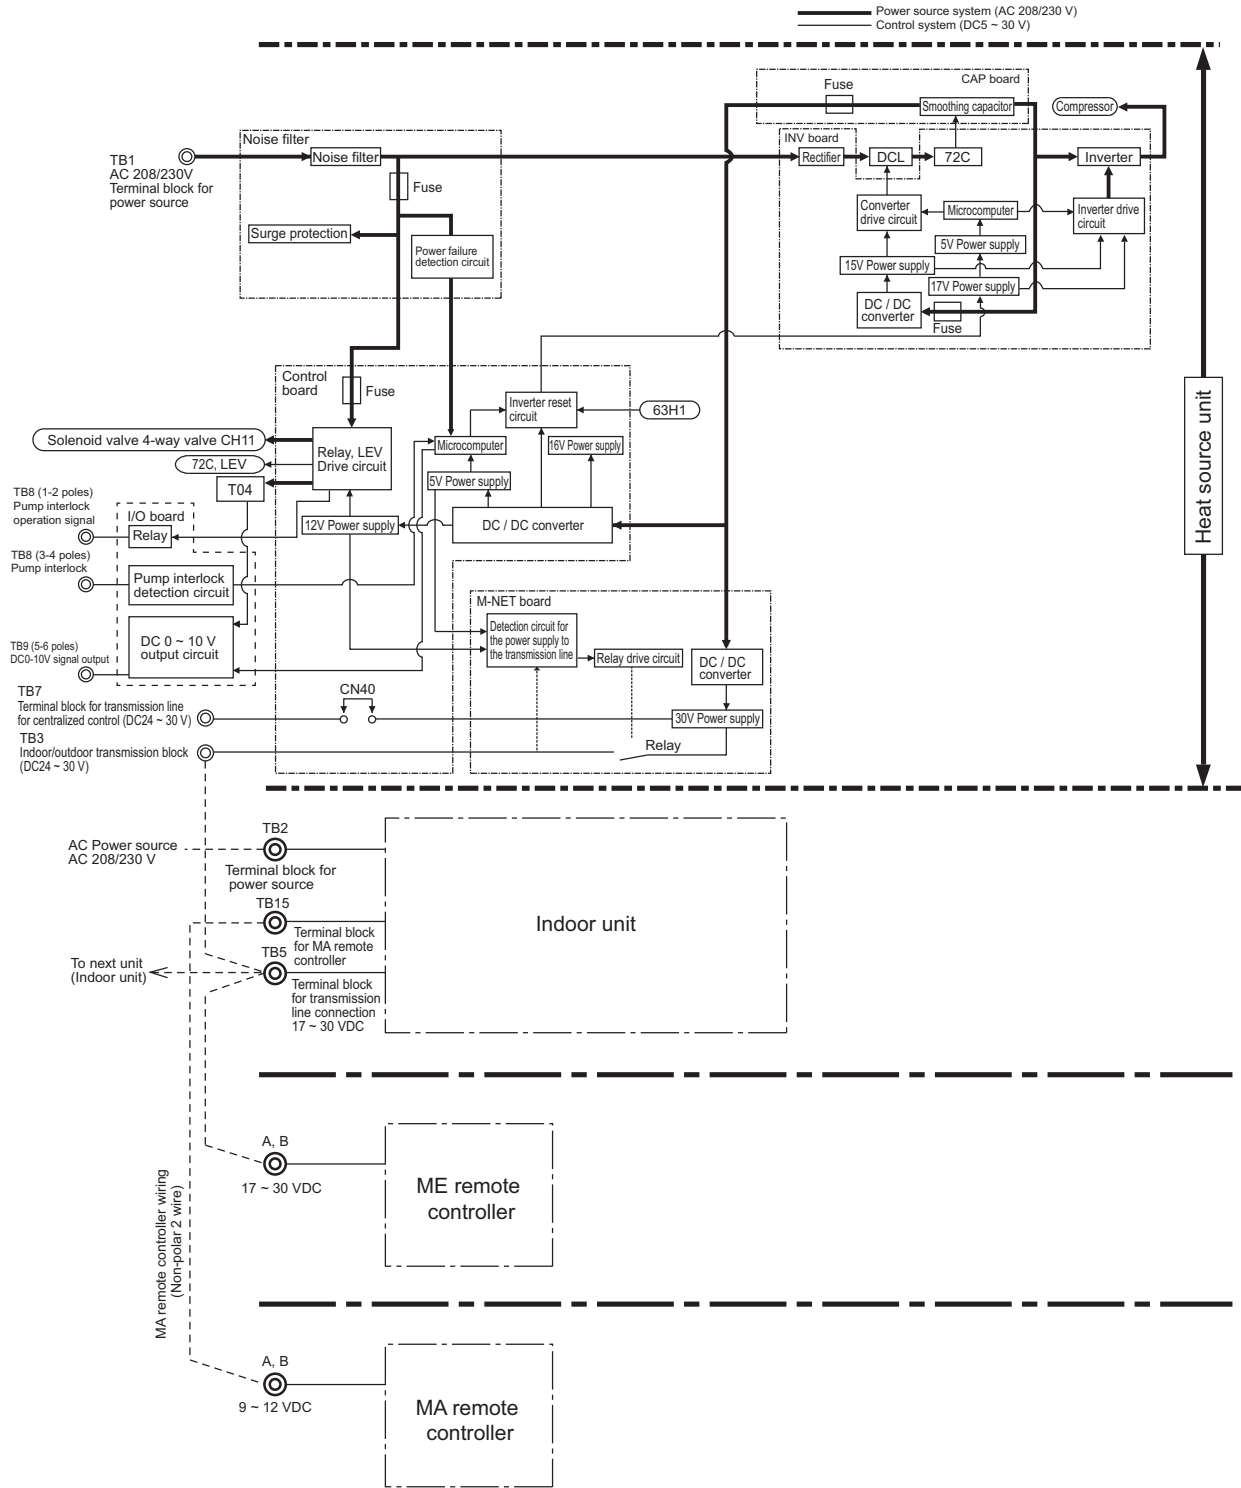 Power source system (AC 208/230 V)
Control system (DC5 ~ 30 V)
CAP board
Fuse
Smoothing capacitor
Compressor
Noise filter
INV board
TB1
AC 208/230V
Terminal block for
power source
Noise filter
Rectifier
DCL
72C
Inverter
Fuse
Converter
drive circuit
Microcomputer
Inverter drive
circuit
Surge protection
Power failure
detection circuit
5V Power supply
15V Power supply
17V Power supply
DC / DC
converter
Fuse
Control
board
Fuse
Inverter reset
circuit
63H1
Heat source unit
Solenoid valve 4-way valve CH11
Relay, LEV
Drive circuit
Microcomputer
16V Power supply
72C, LEV
5V Power supply
T04
TB8 (1-2 poles)
Pump interlock
operation signal
I/O board
Relay
12V Power supply
DC / DC converter
TB8 (3-4 poles)
Pump interlock
Pump interlock
detection circuit
M-NET board
Detection circuit for
the power supply to
the transmission line
DC 0 ~ 10 V
output circuit
TB9 (5-6 poles)
DC0-10V signal output
Relay drive circuit
DC / DC
converter
TB7
Terminal block for transmission line
for centralized control (DC24 ~ 30 V)
CN40
30V Power supply
TB3
Indoor/outdoor transmission block
(DC24 ~ 30 V)
Relay
TB2
AC Power source
AC 208/230 V
Terminal block for
power source
TB15
Terminal block
for MA remote
controller
Indoor unit
To next unit
(Indoor unit)
TB5
Terminal block
for transmission
line connection
17 ~ 30 VDC
A, B
17 ~ 30 VDC
ME remote
controller
MA remote controller wiring
(Non-polar 2 wire)
A, B
9 ~ 12 VDC
MA remote
controller